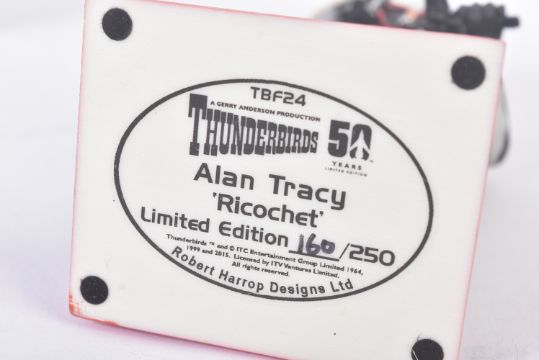 TBF24
A GERRY ANDERSON PRODUCTION
THUNDERBIRDS 50
YEARS
LIMITED EDITION
Alan Tracy
'Ricochet'
Limited Edition 160/250
Thunderbirds ™ and © ITC Entertainment Group Limited 1964,
1999 and 2015. Licensed by ITV Ventures Limited.
All rights reserved.
Robert Harrop Designs Ltd